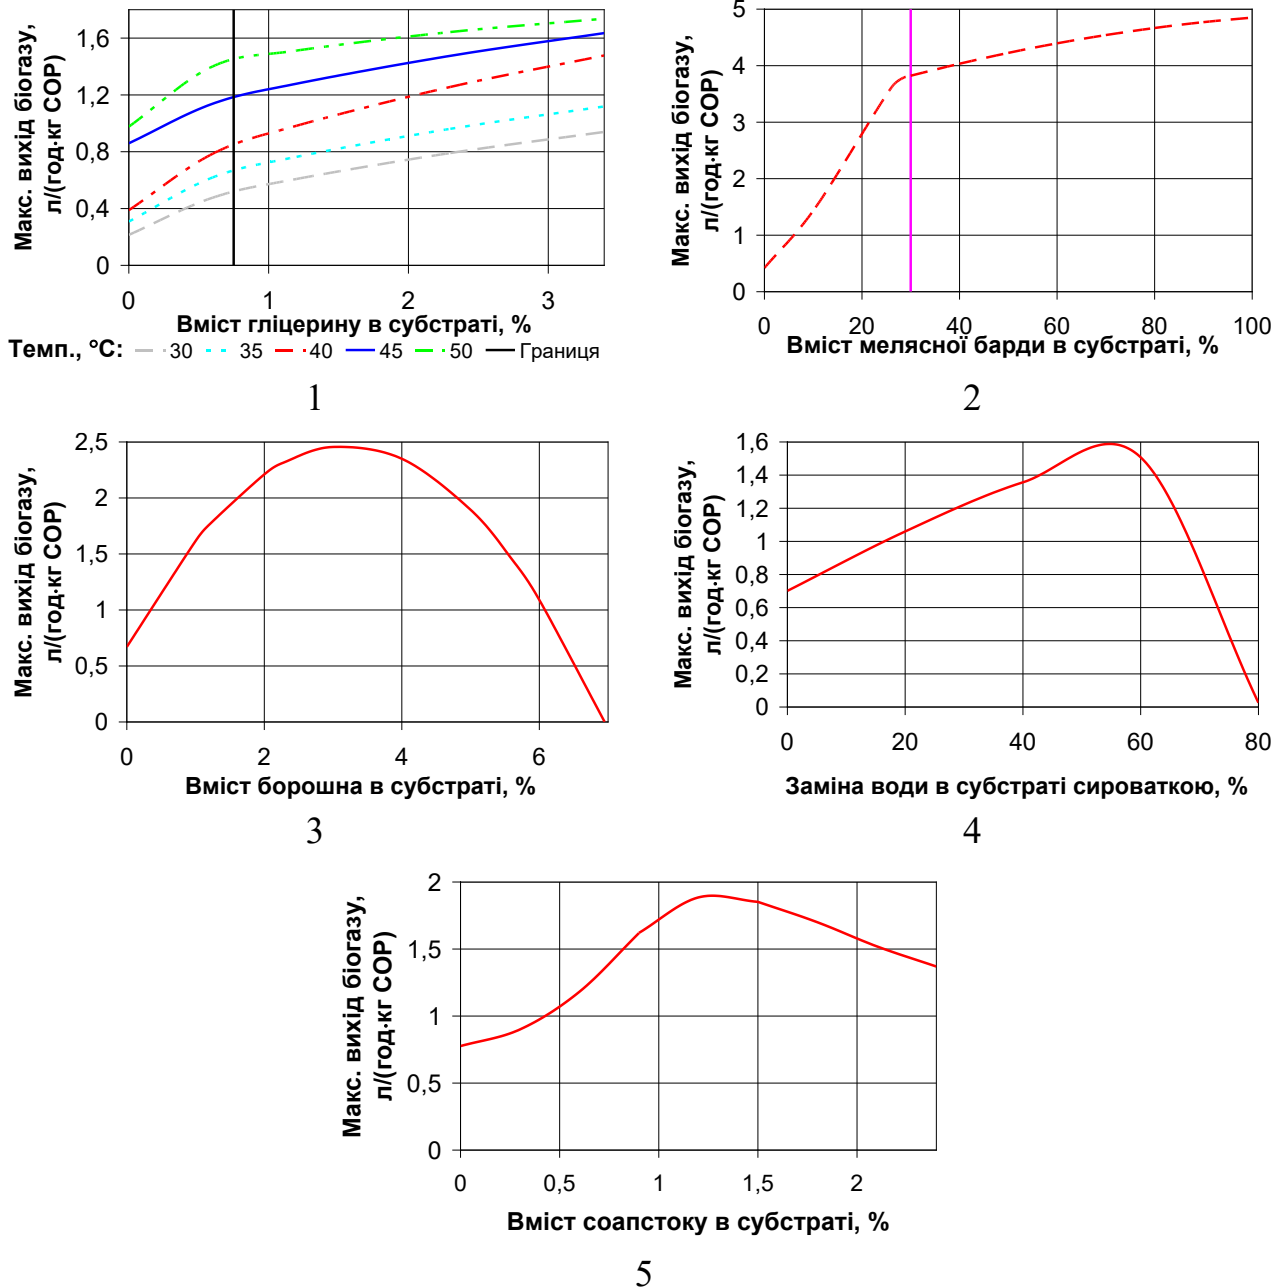 Макс. вихід біогазу,
л/(год·кг СОР)
1,6
1,2
0,8
0,4
0
0 1 2 3
Вміст гліцерину в субстраті, %
Темп., °С: 30 35 40 45 50 Границя
1
Макс. вихід біогазу,
л/(год·кг СОР)
5
4
3
2
1
0
0 20 40 60 80 100
Вміст мелясної барди в субстраті, %
2
Макс. вихід біогазу,
л/(год·кг СОР)
2,5
2
1,5
1
0,5
0
0 2 4 6
Вміст борошна в субстраті, %
3
Макс. вихід біогазу,
л/(год·кг СОР)
1,6
1,4
1,2
1
0,8
0,6
0,4
0,2
0
0 20 40 60 80
Заміна води в субстраті сироваткою, %
4
Макс. вихід біогазу,
л/(год·кг СОР)
2
1,5
1
0,5
0
0 0,5 1 1,5 2
Вміст соапстоку в субстраті, %
5